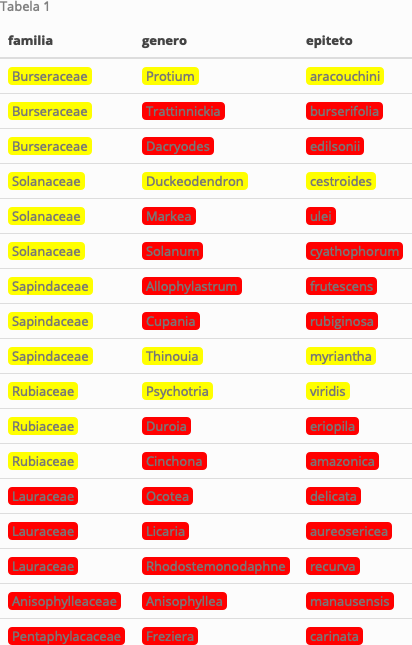 Tabela 1
familia genero epiteto
Burseraceae Protium aracouchini
Burseraceae Trattinnickia burserifolia
Burseraceae Dacryodes edilsonii
Solanaceae Duckeodendron cestroides
Solanaceae Markea ulei
Solanaceae Solanum cyathophorum
Sapindaceae Allophylastrum frutescens
Sapindaceae Cupania rubiginosa
Sapindaceae Thinouia myriantha
Rubiaceae Psychotria viridis
Rubiaceae Duroia eriopila
Rubiaceae Cinchona amazonica
Lauraceae Ocotea delicata
Lauraceae Licaria aureosericea
Lauraceae Rhodostemonodaphne recurva
Anisophylleaceae Anisophyllea manausensis
Pentaphylacaceae Freziera carinata